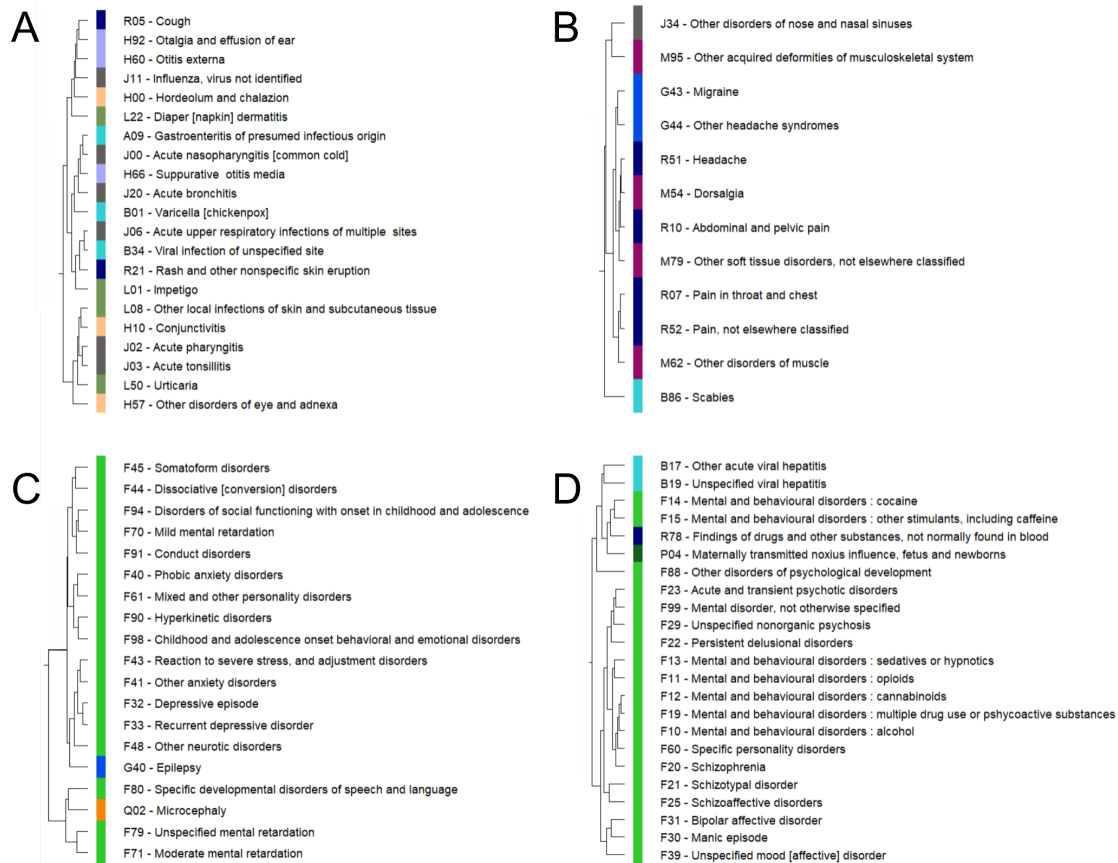 A
R05 - Cough
H92 - Otalgia and effusion of ear
H60 - Otitis externa
J11 - Influenza, virus not identified
H00 - Hordeolum and chalazion
L22 - Diaper [napkin] dermatitis
A09 - Gastroenteritis of presumed infectious origin
J00 - Acute nasopharyngitis [common cold]
H66 - Suppurative otitis media
J20 - Acute bronchitis
B01 - Varicella [chickenpox]
J06 - Acute upper respiratory infections of multiple sites
B34 - Viral infection of unspecified site
R21 - Rash and other nonspecific skin eruption
L01 - Impetigo
L08 - Other local infections of skin and subcutaneous tissue
H10 - Conjunctivitis
J02 - Acute pharyngitis
J03 - Acute tonsillitis
L50 - Urticaria
H57 - Other disorders of eye and adnexa
B
J34 - Other disorders of nose and nasal sinuses
M95 - Other acquired deformities of musculoskeletal system
G43 - Migraine
G44 - Other headache syndromes
R51 - Headache
M54 - Dorsalgia
R10 - Abdominal and pelvic pain
M79 - Other soft tissue disorders, not elsewhere classified
R07 - Pain in throat and chest
R52 - Pain, not elsewhere classified
M62 - Other disorders of muscle
B86 - Scabies
C
F45 - Somatoform disorders
F44 - Dissociative [conversion] disorders
F94 - Disorders of social functioning with onset in childhood and adolescence
F70 - Mild mental retardation
F91 - Conduct disorders
F40 - Phobic anxiety disorders
F61 - Mixed and other personality disorders
F90 - Hyperkinetic disorders
F98 - Childhood and adolescence onset behavioral and emotional disorders
F43 - Reaction to severe stress, and adjustment disorders
F41 - Other anxiety disorders
F32 - Depressive episode
F33 - Recurrent depressive disorder
F48 - Other neurotic disorders
G40 - Epilepsy
F80 - Specific developmental disorders of speech and language
Q02 - Microcephaly
F79 - Unspecified mental retardation
F71 - Moderate mental retardation
D
B17 - Other acute viral hepatitis
B19 - Unspecified viral hepatitis
F14 - Mental and behavioural disorders : cocaine
F15 - Mental and behavioural disorders : other stimulants, including caffeine
R78 - Findings of drugs and other substances, not normally found in blood
P04 - Maternally transmitted noxius influence, fetus and newborns
F88 - Other disorders of psychological development
F23 - Acute and transient psychotic disorders
F99 - Mental disorder, not otherwise specified
F29 - Unspecified nonorganic psychosis
F22 - Persistent delusional disorders
F13 - Mental and behavioural disorders : sedatives or hypnotics
F11 - Mental and behavioural disorders : opioids
F12 - Mental and behavioural disorders : cannabinoids
F19 - Mental and behavioural disorders : multiple drug use or pshycoactive substances
F10 - Mental and behavioural disorders : alcohol
F60 - Specific personality disorders
F20 - Schizophrenia
F21 - Schizotypal disorder
F25 - Schizoaffective disorders
F31 - Bipolar affective disorder
F30 - Manic episode
F39 - Unspecified mood [affective] disorder